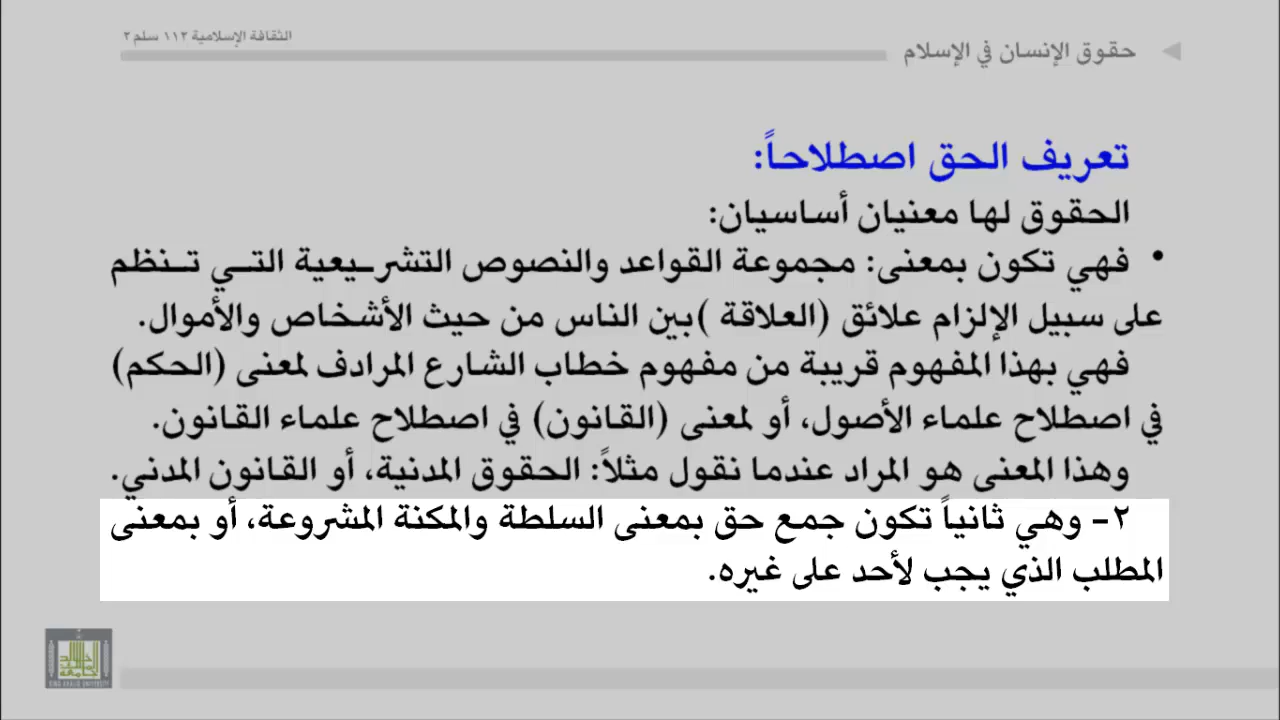 الثقافة الإسلامية ١١٢ سلم ٢
حقوق الإنسان في الإسلام
تعريف الحق اصطلاحاً:
الحقوق لها معنيان أساسيان:
• فهي تكون بمعنى: مجموعة القواعد والنصوص التشريعية التي تنظم
على سبيل الإلزام علائق (العلاقة )بين الناس من حيث الأشخاص والأموال.
فهي بهذا المفهوم قريبة من مفهوم خطاب الشارع المرادف لمعنى (الحكم)
في اصطلاح علماء الأصول، أو لمعنى (القانون) في اصطلاح علماء القانون.
وهذا المعنى هو المراد عندما نقول مثلاً: الحقوق المدنية، أو القانون المدني.
٢- وهي ثانياً تكون جمع حق بمعنى السلطة والمكنة المشروعة، أو بمعنى
المطلب الذي يجب لأحد على غيره.
KING KHALID UNIVERSITY